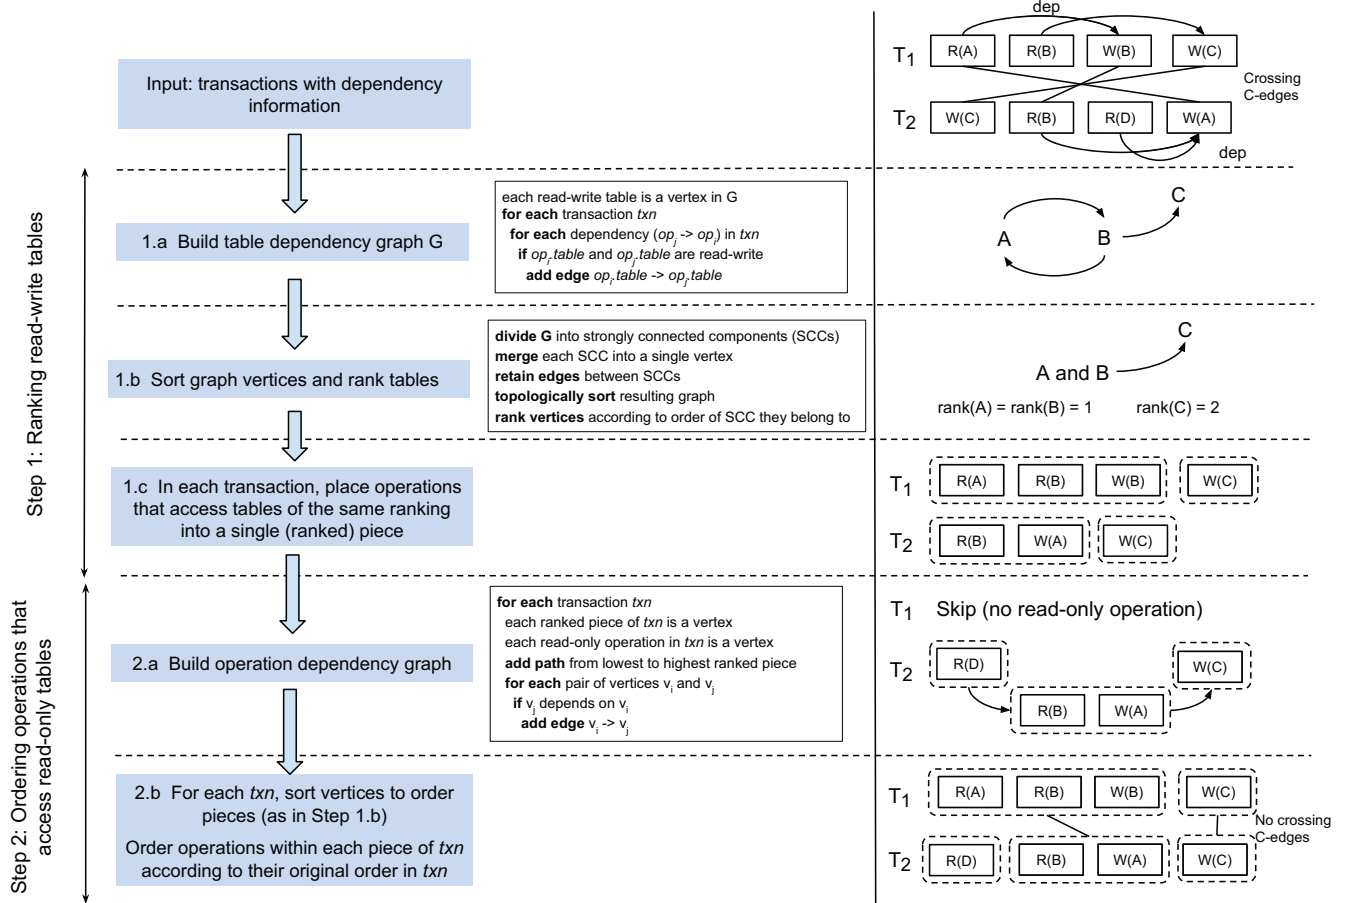 dep
T1 R(A) R(B) W(B) W(C)
Crossing
C-edges
T2 W(C) R(B) R(D) W(A)
dep
Input: transactions with dependency
information
Step 1: Ranking read-write tables
1.a Build table dependency graph G
each read-write table is a vertex in G
for each transaction txn
for each dependency (opj -> opi) in txn
if opi.table and opj.table are read-write
add edge opi.table -> opj.table
A B C
1.b Sort graph vertices and rank tables
divide G into strongly connected components (SCCs)
merge each SCC into a single vertex
retain edges between SCCs
topologically sort resulting graph
rank vertices according to order of SCC they belong to
C
A and B
rank(A) = rank(B) = 1 rank(C) = 2
1.c In each transaction, place operations
that access tables of the same ranking
into a single (ranked) piece
T1 R(A) R(B) W(B) W(C)
T2 R(B) W(A) W(C)
Step 2: Ordering operations that
access read-only tables
2.a Build operation dependency graph
for each transaction txn
each ranked piece of txn is a vertex
each read-only operation in txn is a vertex
add path from lowest to highest ranked piece
for each pair of vertices vi and vj
if vj depends on vi
add edge vi -> vj
T1 Skip (no read-only operation)
T2 R(D) W(C)
R(B) W(A)
2.b For each txn, sort vertices to order
pieces (as in Step 1.b)
Order operations within each piece of txn
according to their original order in txn
T1 R(A) R(B) W(B) W(C)
No crossing
C-edges
T2 R(D) R(B) W(A) W(C)